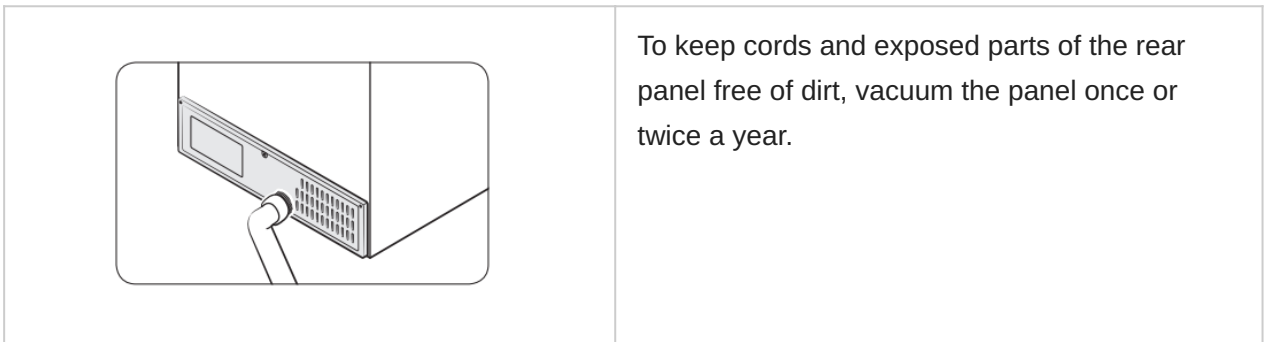 To keep cords and exposed parts of the rear
panel free of dirt, vacuum the panel once or
twice a year.